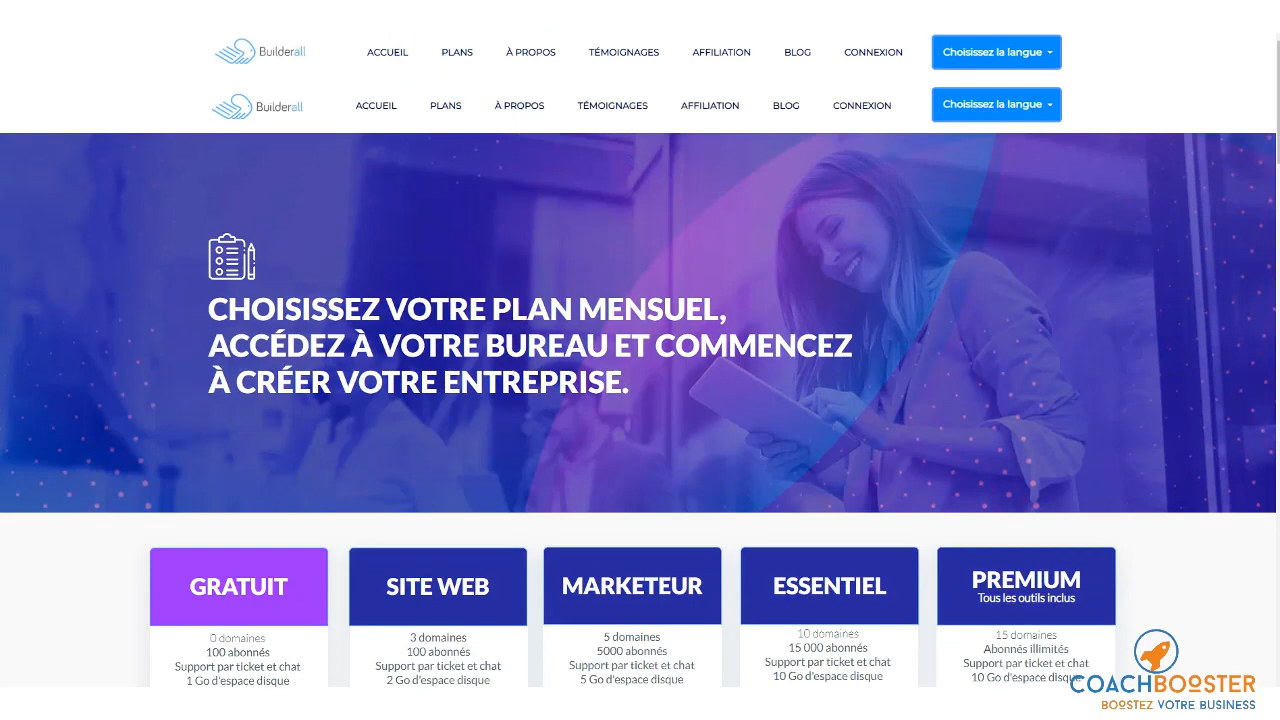 Builderall
ACCUEIL PLANS À PROPOS TÉMOIGNAGES AFFILIATION BLOG CONNEXION Choisissez la langue
Builderall
ACCUEIL PLANS À PROPOS TÉMOIGNAGES AFFILIATION BLOG CONNEXION Choisissez la langue
CHOISISSEZ VOTRE PLAN MENSUEL,
ACCÉDEZ À VOTRE BUREAU ET COMMENCEZ
À CRÉER VOTRE ENTREPRISE.
GRATUIT
0 domaines
100 abonnés
Support par ticket et chat
1 Go d'espace disque
SITE WEB
3 domaines
100 abonnés
Support par ticket et chat
2 Go d'espace disque
MARKETEUR
5 domaines
5000 abonnés
Support par ticket et chat
5 Go d'espace disque
ESSENTIEL
10 domaines
15 000 abonnés
Support par ticket et chat
10 Go d'espace disque
PREMIUM
Tous les outils inclus
15 domaines
Abonnés illimités
Support par ticket et chat
10 Go d'espace disque
COACHBOOSTER
BOOSTEZ VOTRE BUSINESS